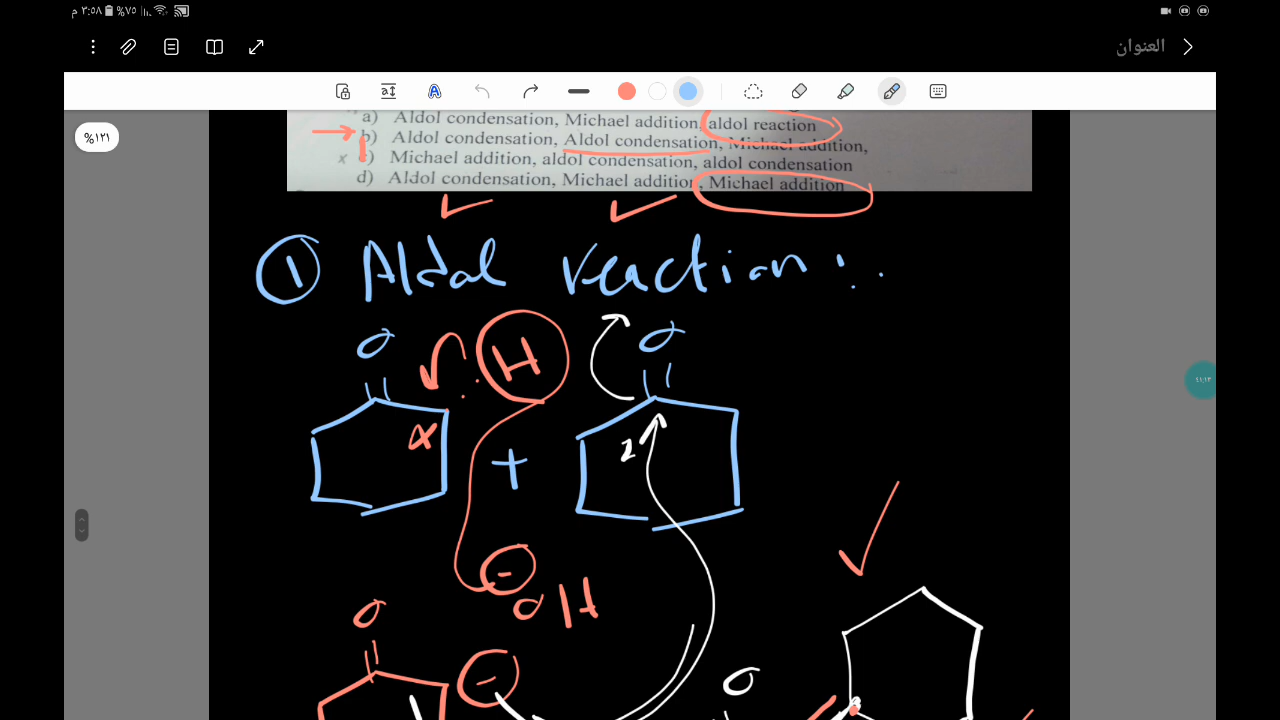 م ٣:٥٨ %٧٥
العنوان
%١٢١
a) Aldol condensation, Michael addition, aldol reaction
b) Aldol condensation, Aldol condensation, Michael addition,
x c) Michael addition, aldol condensation, aldol condensation
d) Aldol condensation, Michael addition, Michael addition
① Aldol reaction:.
O H O
α + 2
- OH
O -
O